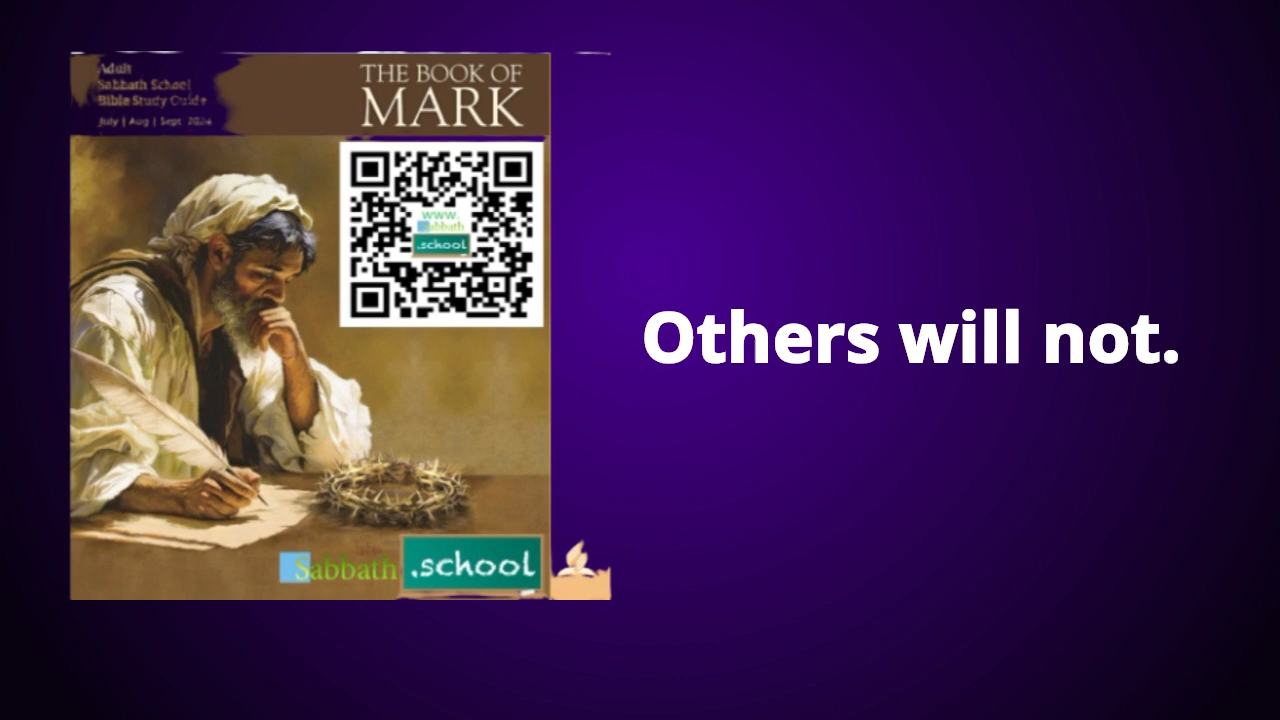 Adult
Sabbath School
Bible Study Guide
July | Aug | Sept 2024
THE BOOK OF
MARK
www.
Sabbath
.school
Others will not.
Sabbath .school